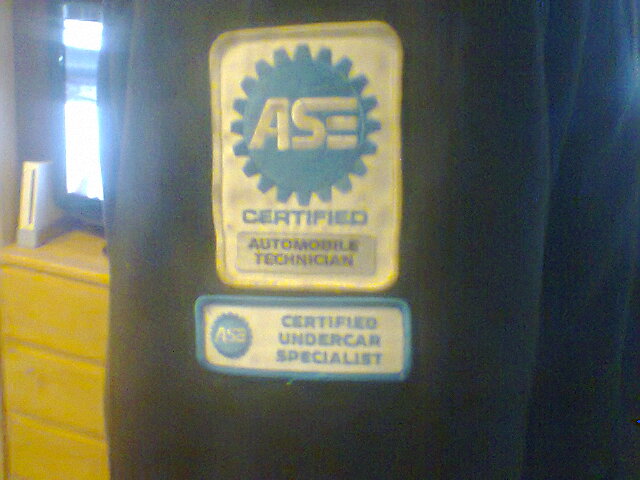 ASE
CERTIFIED
AUTOMOBILE
TECHNICIAN
ASE
CERTIFIED
UNDERCAR
SPECIALIST